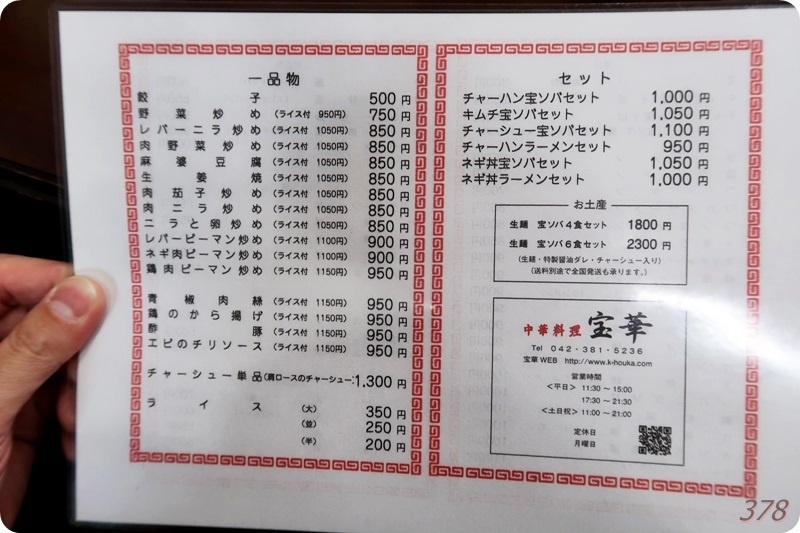 一品物
餃子 500円
野菜炒め (ライス付 950円) 750円
レバーニラ炒め (ライス付 1050円) 850円
肉野菜炒め (ライス付 1050円) 850円
麻婆豆腐 (ライス付 1050円) 850円
生姜焼 (ライス付 1050円) 850円
肉茄子炒め (ライス付 1050円) 850円
肉ニラ炒め (ライス付 1050円) 850円
ニラと卵炒め (ライス付 1050円) 850円
レバーピーマン炒め (ライス付 1100円) 900円
ネギ肉ピーマン炒め (ライス付 1100円) 900円
鶏肉ピーマン炒め (ライス付 1150円) 950円
青椒肉絲 (ライス付 1150円) 950円
鶏のから揚げ (ライス付 1150円) 950円
酢豚 (ライス付 1150円) 950円
エビのチリソース (ライス付 1150円) 950円
チャーシュー単品(肩ロースのチャーシュー) 1,300円
ライス (大) 350円
(並) 250円
(半) 200円
セット
チャーハン宝ソバセット 1,000円
キムチ宝ソバセット 1,050円
チャーシュー宝ソバセット 1,100円
チャーハンラーメンセット 950円
ネギ丼宝ソバセット 1,050円
ネギ丼ラーメンセット 1,000円
お土産
生麺 宝ソバ4食セット 1800円
生麺 宝ソバ6食セット 2300円
(生麺・特製醤油ダレ・チャーシュー入り)
(送料別途で全国発送も承ります。)
中華料理 宝華
Tel 042-381-5236
宝華WEB http://www.k-houka.com
営業時間
<平日> 11:30～15:00
17:30～21:30
<土日祝> 11:00～21:00
定休日
月曜日
378